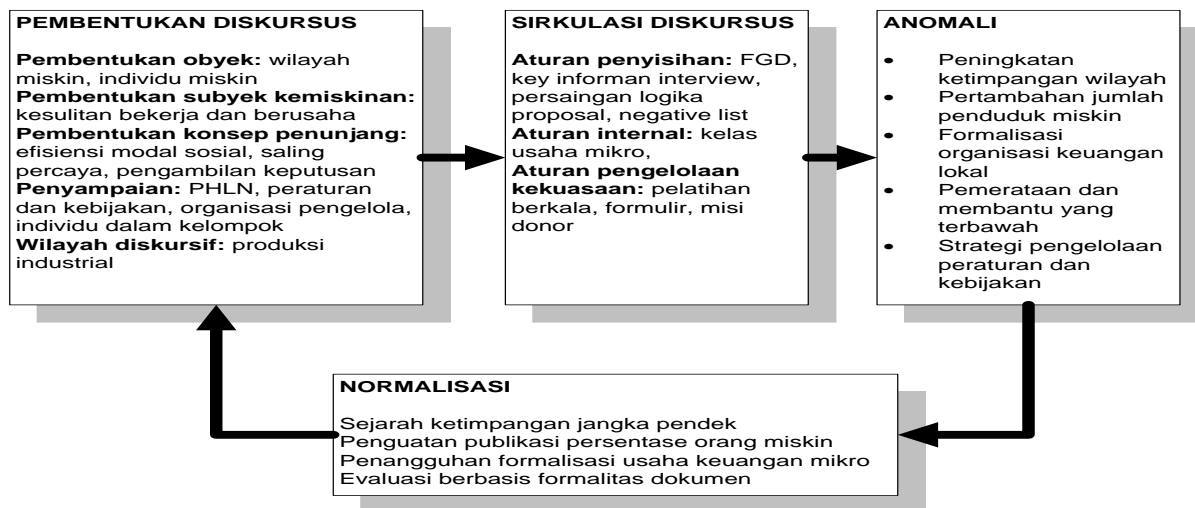 PEMBENTUKAN DISKURSUS
Pembentukan obyek: wilayah
miskin, individu miskin
Pembentukan subyek kemiskinan:
kesulitan bekerja dan berusaha
Pembentukan konsep penunjang:
efisiensi modal sosial, saling
percaya, pengambilan keputusan
Penyampaian: PHLN, peraturan
dan kebijakan, organisasi pengelola,
individu dalam kelompok
Wilayah diskursif: produksi
industrial
SIRKULASI DISKURSUS
Aturan penyisihan: FGD,
key informan interview,
persaingan logika
proposal, negative list
Aturan internal: kelas
usaha mikro,
Aturan pengelolaan
kekuasaan: pelatihan
berkala, formulir, misi
donor
ANOMALI
• Peningkatan
ketimpangan wilayah
• Pertambahan jumlah
penduduk miskin
• Formalisasi
organisasi keuangan
lokal
• Pemerataan dan
membantu yang
terbawah
• Strategi pengelolaan
peraturan dan
kebijakan
NORMALISASI
Sejarah ketimpangan jangka pendek
Penguatan publikasi persentase orang miskin
Penangguhan formalisasi usaha keuangan mikro
Evaluasi berbasis formalitas dokumen